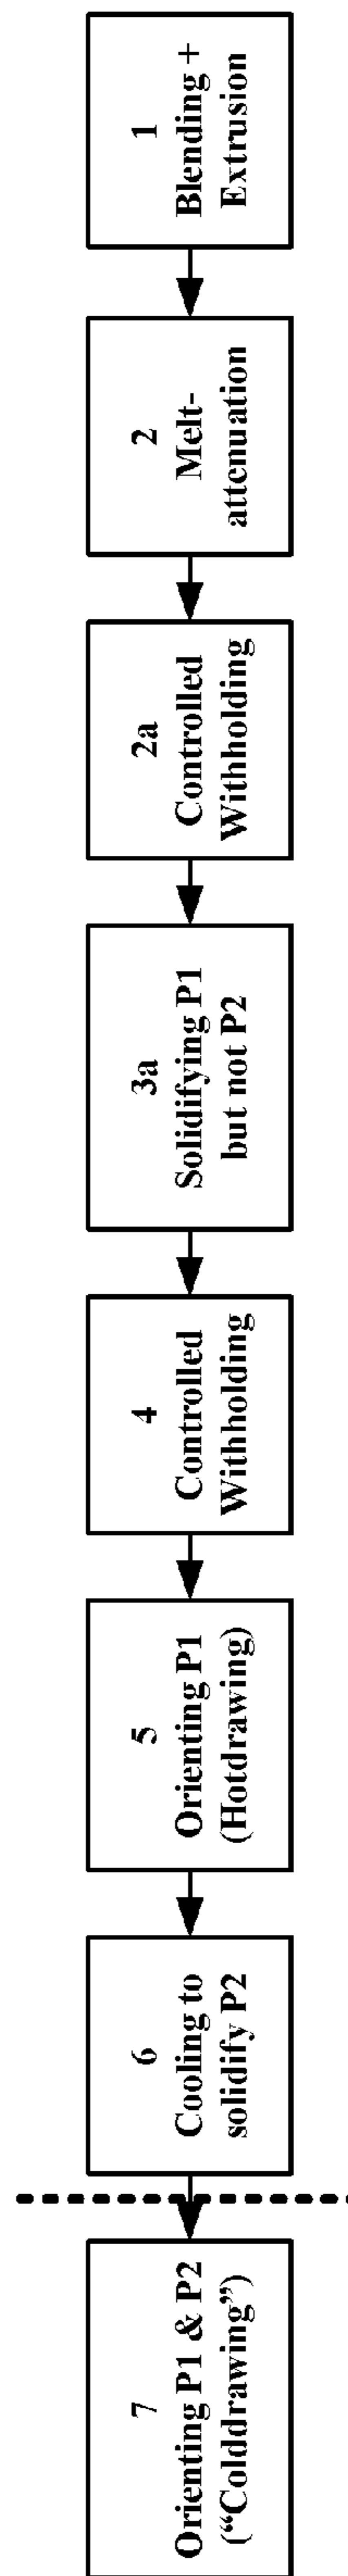 1
Blending +
Extrusion
2
Melt-
attenuation
2a
Controlled
Withholding
3a
Solidifying P1
but not P2
4
Controlled
Withholding
5
Orienting P1
(Hotdrawing)
6
Cooling to
solidify P2
7
Orienting P1 & P2
(“Colddrawing”)